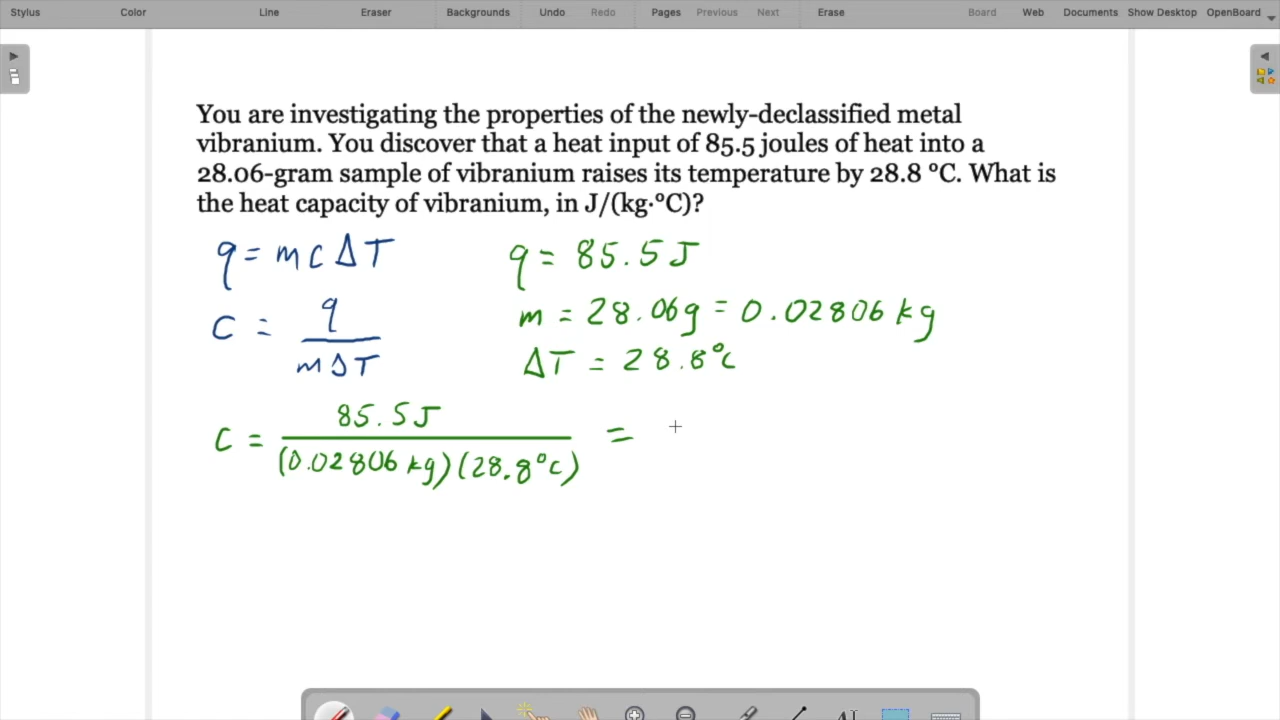 Stylus Color Line Eraser Backgrounds Undo Redo Pages Previous Next Erase Board Web Documents Show Desktop OpenBoard
You are investigating the properties of the newly-declassified metal
vibranium. You discover that a heat input of 85.5 joules of heat into a
28.06-gram sample of vibranium raises its temperature by 28.8 °C. What is
the heat capacity of vibranium, in J/(kg·°C)?
q = mcΔT
q = 85.5 J
c = q / mΔT
m = 28.06g = 0.02806 kg
ΔT = 28.8°C
c = 85.5 J / (0.02806 kg)(28.8°C) =